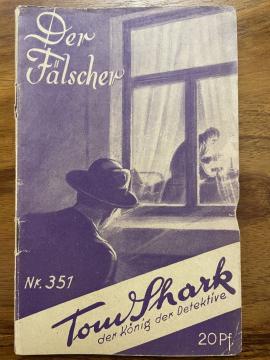 Der
Fälscher
Nr. 351
Tom Shark
der König der Detektive
20 Pf.